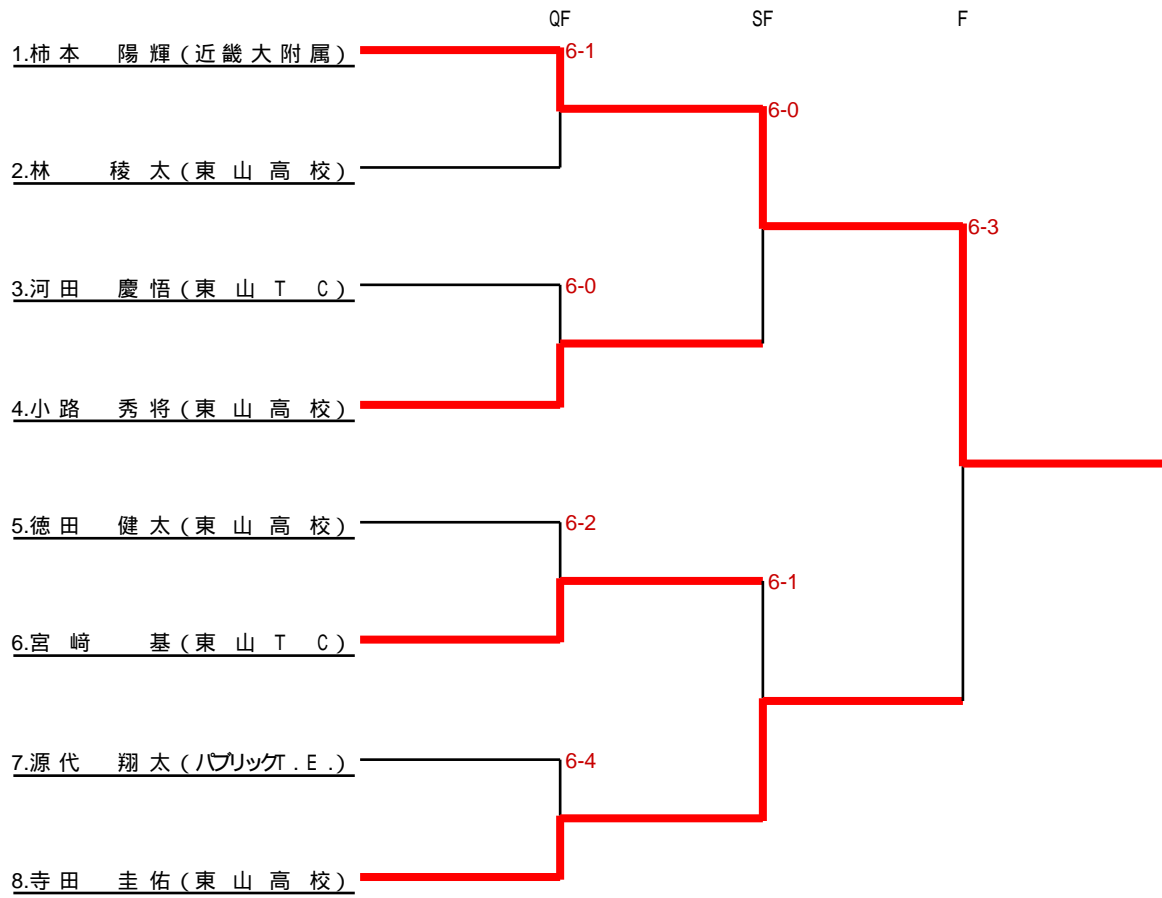 QF SF F
1.柿本 陽輝(近畿大附属) 6-1
6-0
2.林 稜太(東山高校)
6-3
3.河田 慶悟(東山TC) 6-0
4.小路 秀将(東山高校)
5.徳田 健太(東山高校) 6-2
6-1
6.宮﨑 基(東山TC)
7.源代 翔太(パブリックT.E.) 6-4
8.寺田 圭佑(東山高校)